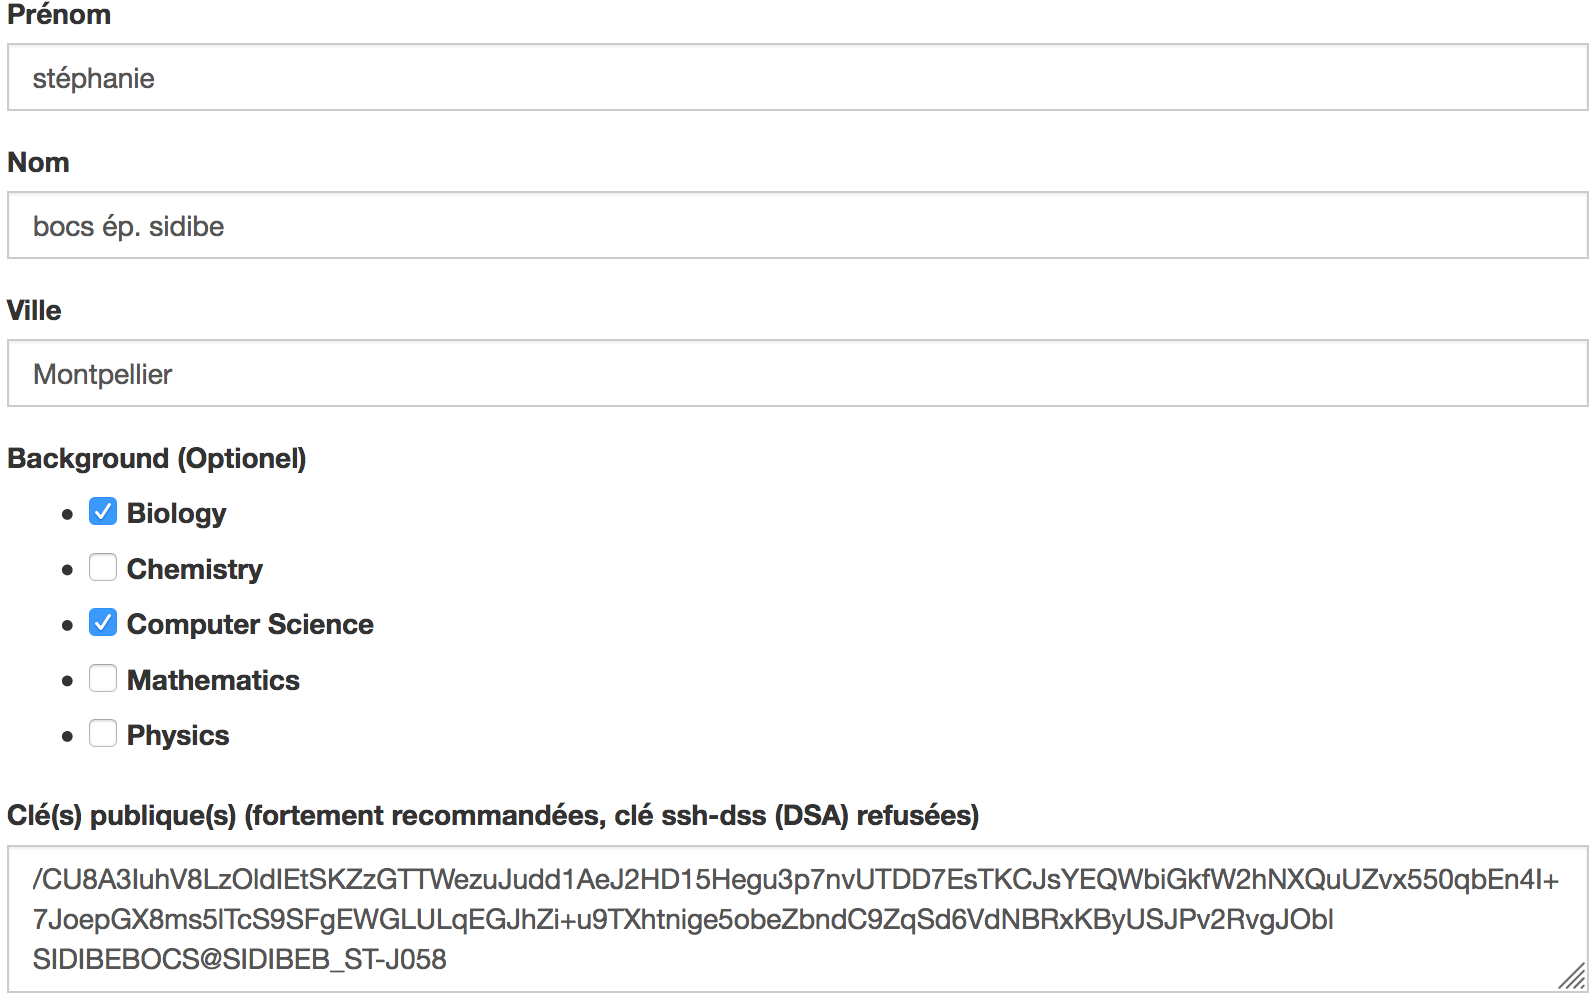 Prénom
stéphanie
Nom
bocs ép. sidibe
Ville
Montpellier
Background (Optionel)
Biology
Chemistry
Computer Science
Mathematics
Physics
Clé(s) publique(s) (fortement recommandées, clé ssh-dss (DSA) refusées)
/CU8A3IuhV8LzOldIEtSKZzGTTWezuJudd1AeJ2HD15Hegu3p7nvUTDD7EsTKCJsYEQWbiGkfW2hNXQuUZvx550qbEn4I+
7JoepGX8ms5lTcS9SFgEWGLULqEGJhZi+u9TXhtnige5obeZbndC9ZqSd6VdNBRxKByUSJPv2RvgJObl
SIDIBEBOCS@SIDIBEB_ST-J058